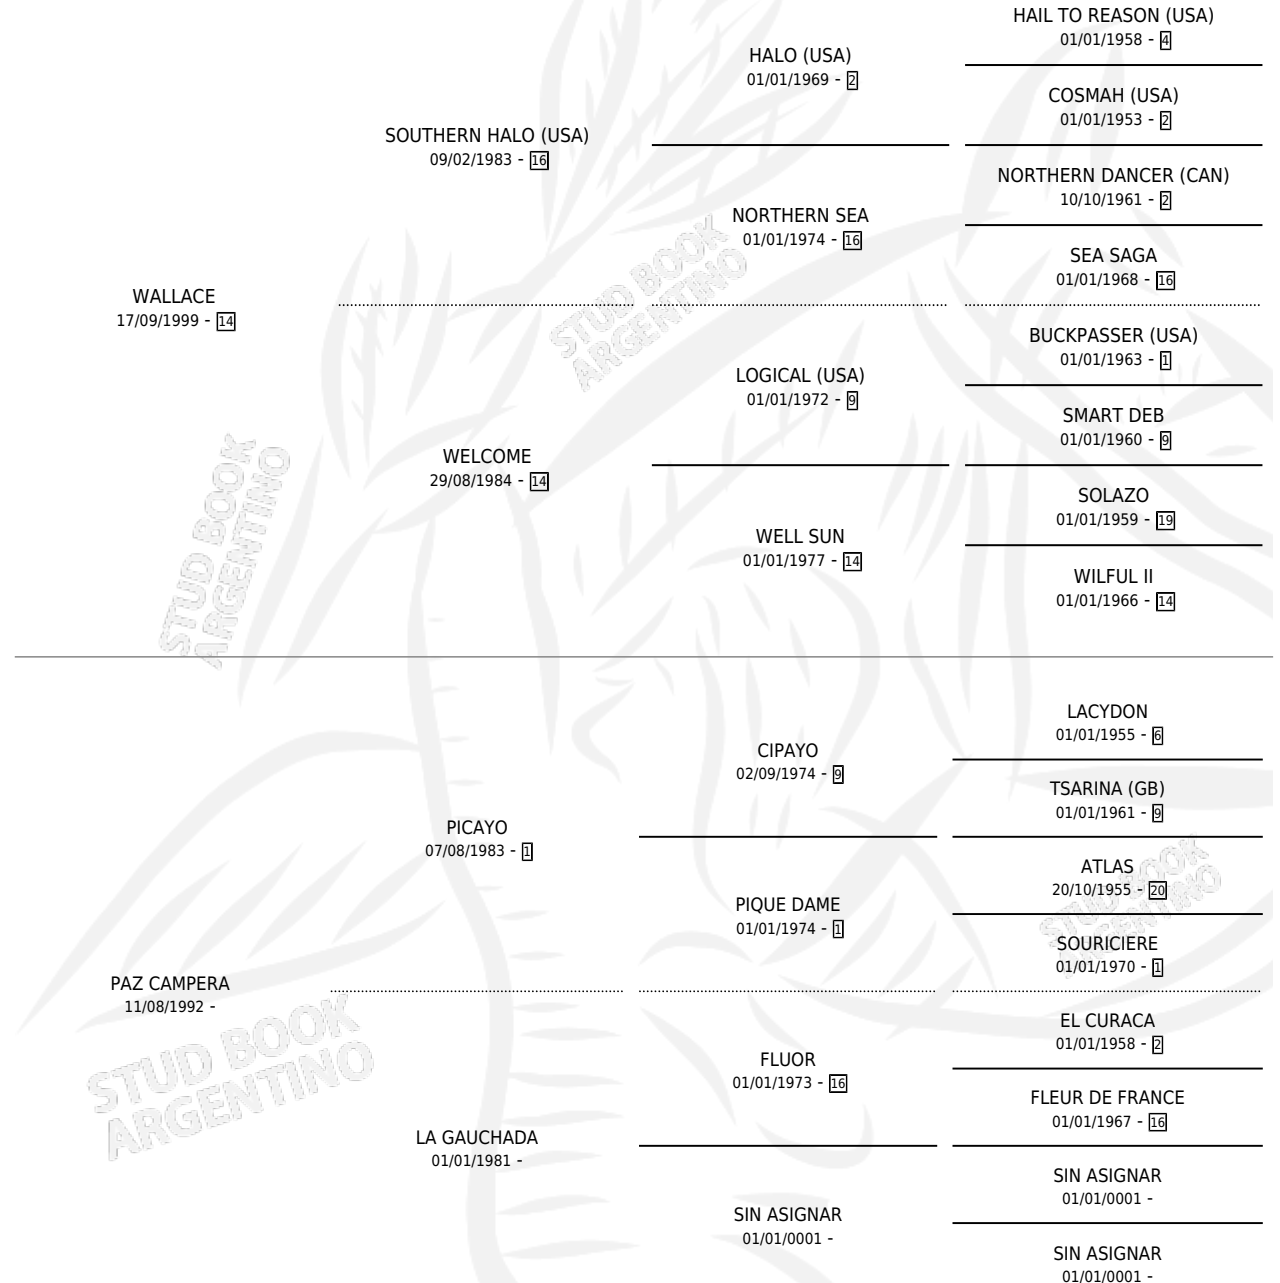 HAIL TO REASON (USA)
01/01/1958 - 4
HALO (USA)
01/01/1969 - 2
COSMAH (USA)
01/01/1953 - 2
SOUTHERN HALO (USA)
09/02/1983 - 16
NORTHERN DANCER (CAN)
10/10/1961 - 2
NORTHERN SEA
01/01/1974 - 16
SEA SAGA
01/01/1968 - 16
STUD BOOK
ARGENTINO
WALLACE
17/09/1999 - 14
BUCKPASSER (USA)
01/01/1963 - 1
LOGICAL (USA)
01/01/1972 - 9
SMART DEB
01/01/1960 - 9
WELCOME
29/08/1984 - 14
SOLAZO
01/01/1959 - 19
WELL SUN
01/01/1977 - 14
WILFUL II
01/01/1966 - 14
STUD BOOK
ARGENTINO
LACYDON
01/01/1955 - 6
CIPAYO
02/09/1974 - 9
TSARINA (GB)
01/01/1961 - 9
PICAYO
07/08/1983 - 1
ATLAS
20/10/1955 - 20
PIQUE DAME
01/01/1974 - 1
SOURICIERE
01/01/1970 - 1
STUD BOOK
ARGENTINO
PAZ CAMPERA
11/08/1992 -
EL CURACA
01/01/1958 - 2
FLUOR
01/01/1973 - 16
FLEUR DE FRANCE
01/01/1967 - 16
STUD BOOK
ARGENTINO
LA GAUCHADA
01/01/1981 -
SIN ASIGNAR
01/01/0001 -
SIN ASIGNAR
01/01/0001 -
SIN ASIGNAR
01/01/0001 -